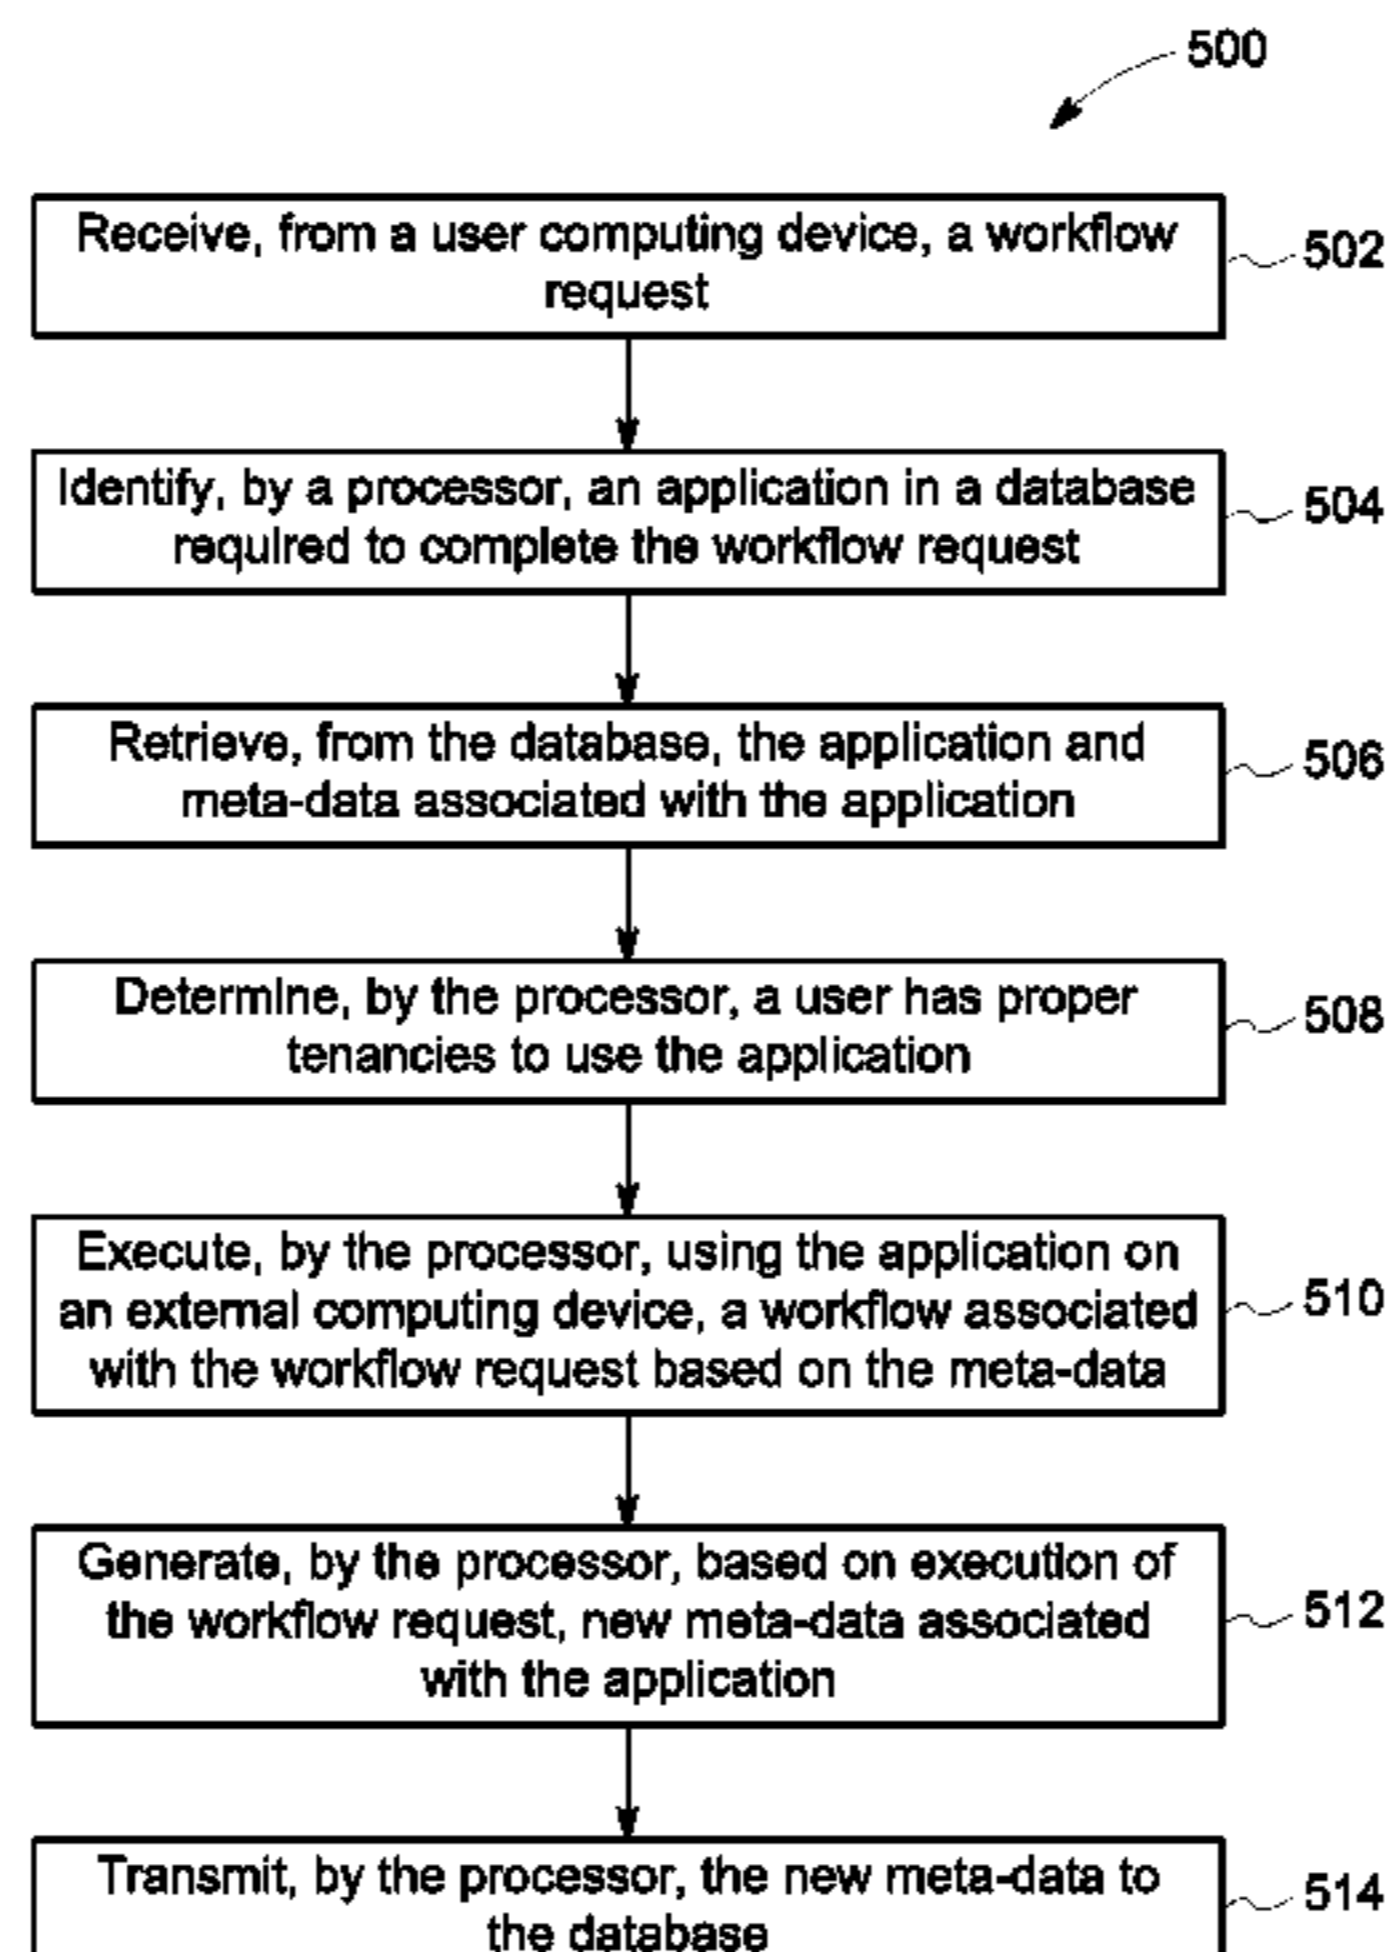 500
Receive, from a user computing device, a workflow
request
502
Identify, by a processor, an application in a database
required to complete the workflow request
504
Retrieve, from the database, the application and
meta-data associated with the application
506
Determine, by the processor, a user has proper
tenancies to use the application
508
Execute, by the processor, using the application on
an external computing device, a workflow associated
with the workflow request based on the meta-data
510
Generate, by the processor, based on execution of
the workflow request, new meta-data associated
with the application
512
Transmit, by the processor, the new meta-data to
the database
514